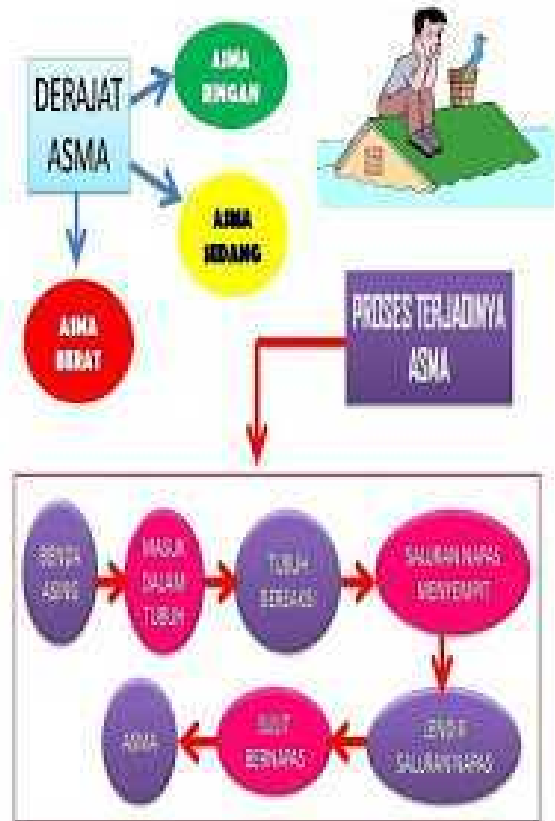 DERAJAT
ASMA
ASMA
RINGAN
ASMA
SEDANG
ASMA
BERAT
PROSES TERJADINYA
ASMA
BENDA
ASING
MASUK
DALAM
TUBUH
TUBUH
BEREAKSI
SALURAN NAPAS
MENYEMPIT
LENDIR
SALURAN NAPAS
SULIT
BERNAPAS
ASMA